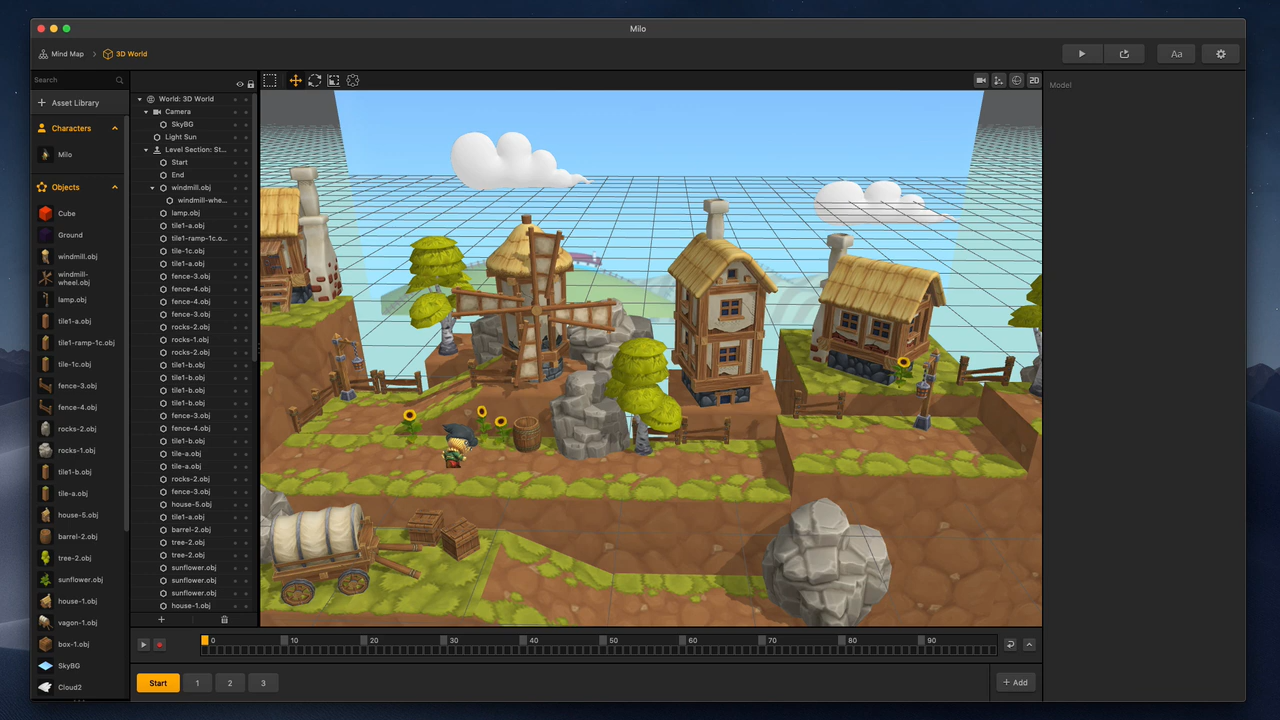 Milo
Mind Map
3D World
Aa
Search
Asset Library
Characters
Milo
Objects
Cube
Ground
windmill.obj
windmill-
wheel.obj
lamp.obj
tile1-a.obj
tile1-ramp-1c.obj
tile-1c.obj
fence-3.obj
fence-4.obj
rocks-2.obj
rocks-1.obj
tile1-b.obj
tile-a.obj
house-5.obj
barrel-2.obj
tree-2.obj
sunflower.obj
house-1.obj
vagon-1.obj
box-1.obj
SkyBG
Cloud2
World: 3D World
Camera
SkyBG
Light Sun
Level Section: St...
Start
End
windmill.obj
windmill-whe...
lamp.obj
tile1-a.obj
tile1-ramp-1c.o...
tile-1c.obj
tile1-a.obj
fence-3.obj
fence-4.obj
fence-4.obj
fence-3.obj
rocks-2.obj
rocks-1.obj
rocks-2.obj
tile1-b.obj
tile1-b.obj
tile1-b.obj
tile1-b.obj
fence-3.obj
fence-4.obj
tile1-b.obj
tile-a.obj
tile-a.obj
rocks-2.obj
fence-3.obj
house-5.obj
tile1-a.obj
barrel-2.obj
tree-2.obj
tree-2.obj
sunflower.obj
sunflower.obj
sunflower.obj
house-1.obj
2D
Model
0 10 20 30 40 50 60 70 80 90
Start 1 2 3
Add